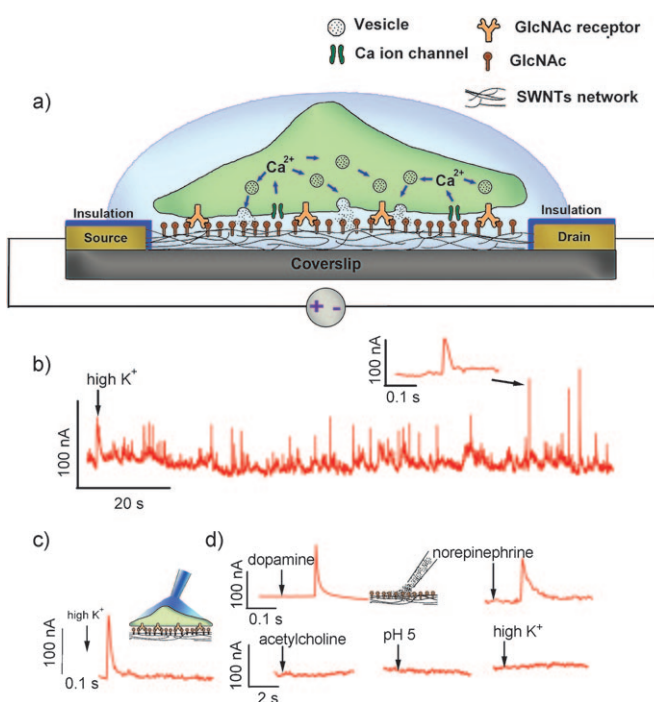 Vesicle
GlcNAc receptor
Ca ion channel
GlcNAc
SWNTs network
a)
Ca2+
Ca2+
Insulation
Insulation
Source
Drain
Coverslip
+ -
b)
high K+
100 nA
20 s
100 nA
0.1 s
c)
high K+
100 nA
0.1 s
d)
dopamine
norepinephrine
100 nA
0.1 s
acetylcholine
pH 5
high K+
100 nA
2 s